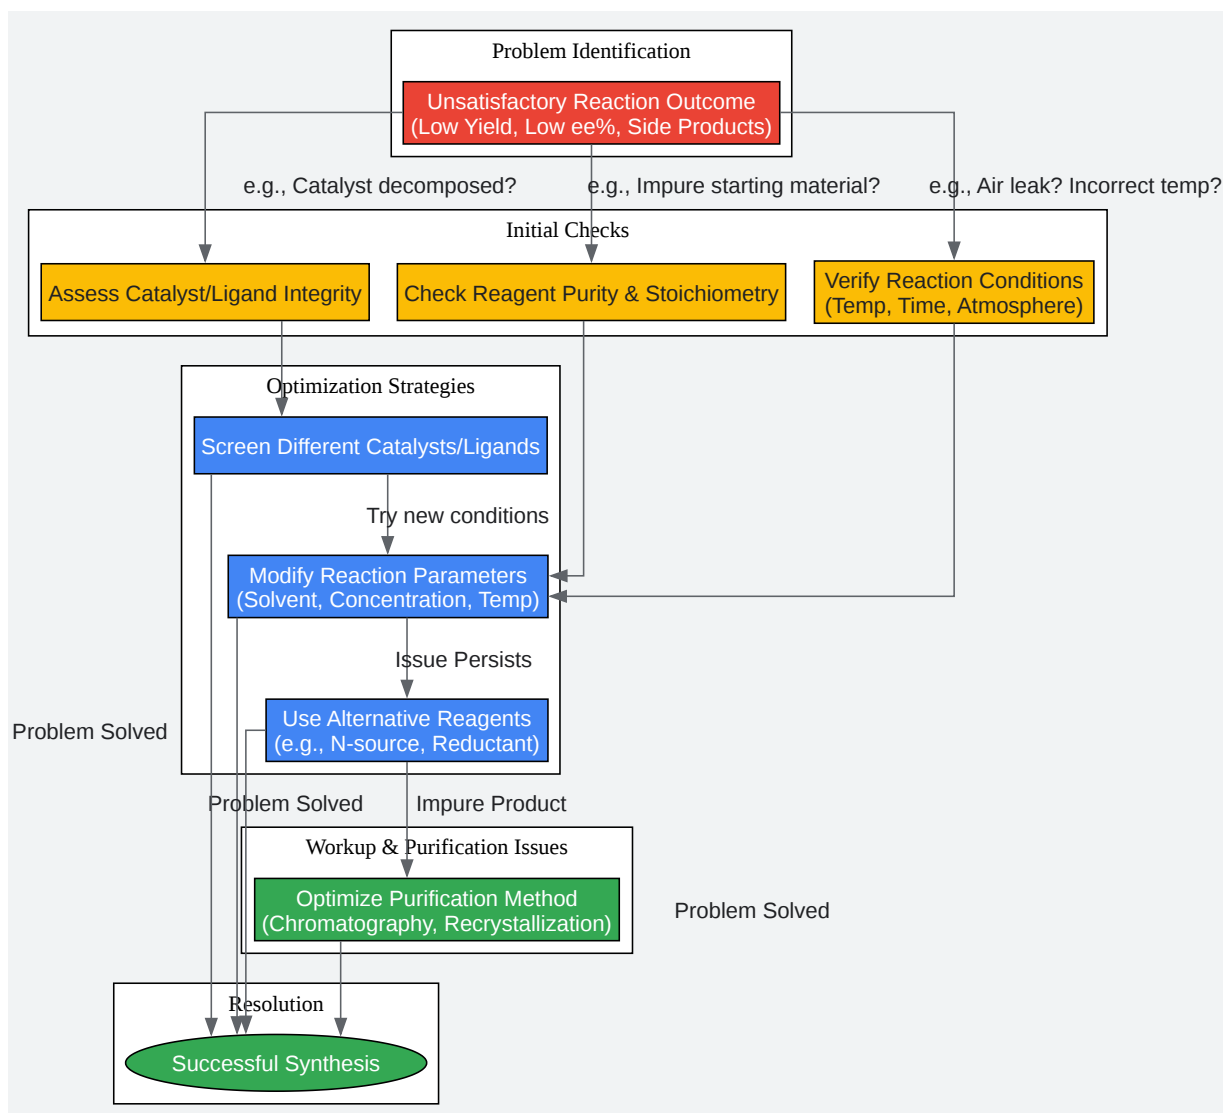 Problem Identification
Unsatisfactory Reaction Outcome
(Low Yield, Low ee%, Side Products)
e.g., Catalyst decomposed?
e.g., Impure starting material?
e.g., Air leak? Incorrect temp?
Initial Checks
Assess Catalyst/Ligand Integrity
Check Reagent Purity & Stoichiometry
Verify Reaction Conditions
(Temp, Time, Atmosphere)
Optimization Strategies
Screen Different Catalysts/Ligands
Try new conditions
Modify Reaction Parameters
(Solvent, Concentration, Temp)
Issue Persists
Use Alternative Reagents
(e.g., N-source, Reductant)
Problem Solved
Problem Solved
Impure Product
Workup & Purification Issues
Optimize Purification Method
(Chromatography, Recrystallization)
Problem Solved
Resolution
Successful Synthesis